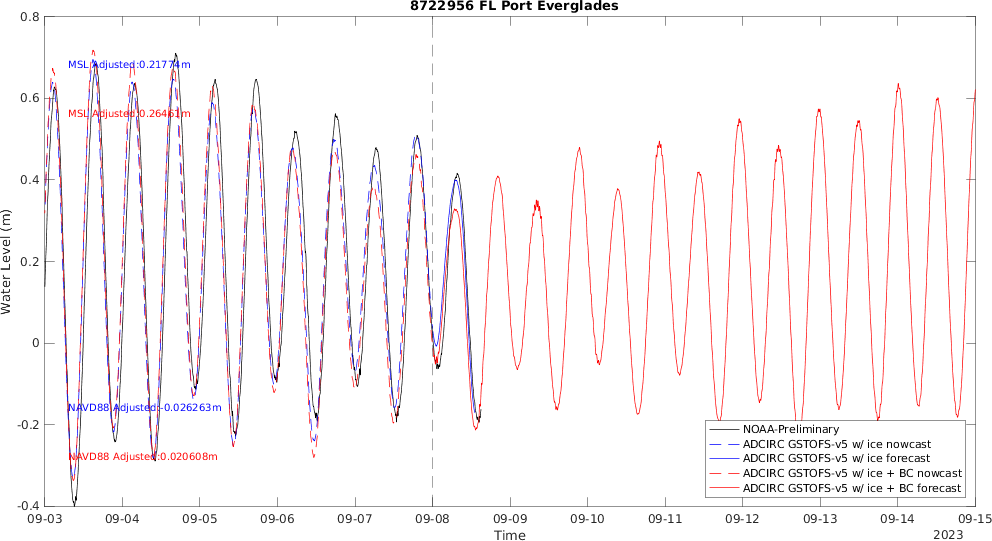 8722956 FL Port Everglades
0.8
0.6
0.4
0.2
0
-0.2
-0.4
Water Level (m)
MSL Adjusted:0.21774m
MSL Adjusted:0.26461m
NAVD88 Adjusted:-0.026263m
NAVD88 Adjusted:0.020608m
NOAA-Preliminary
ADCIRC GSTOFS-v5 w/ ice nowcast
ADCIRC GSTOFS-v5 w/ ice forecast
ADCIRC GSTOFS-v5 w/ ice + BC nowcast
ADCIRC GSTOFS-v5 w/ ice + BC forecast
09-03 09-04 09-05 09-06 09-07 09-08 09-09 09-10 09-11 09-12 09-13 09-14 09-15
Time
2023